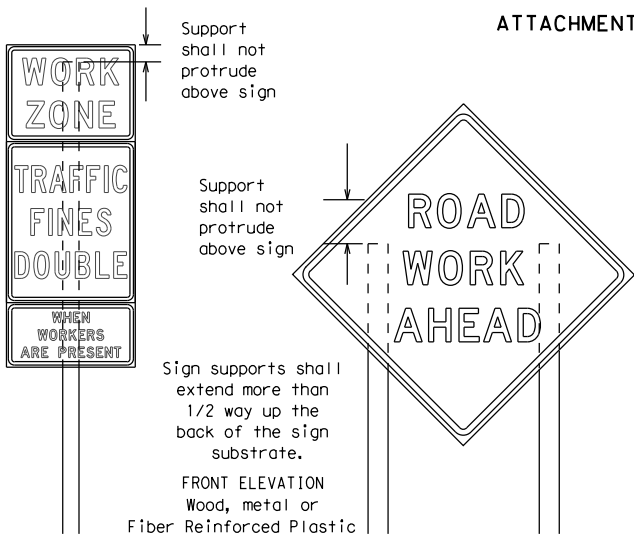 ATTACHMENT
Support
shall not
protrude
above sign
WORK
ZONE
TRAFFIC
FINES
DOUBLE
WHEN
WORKERS
ARE PRESENT
Support
shall not
protrude
above sign
ROAD
WORK
AHEAD
Sign supports shall
extend more than
1/2 way up the
back of the sign
substrate.
FRONT ELEVATION
Wood, metal or
Fiber Reinforced Plastic